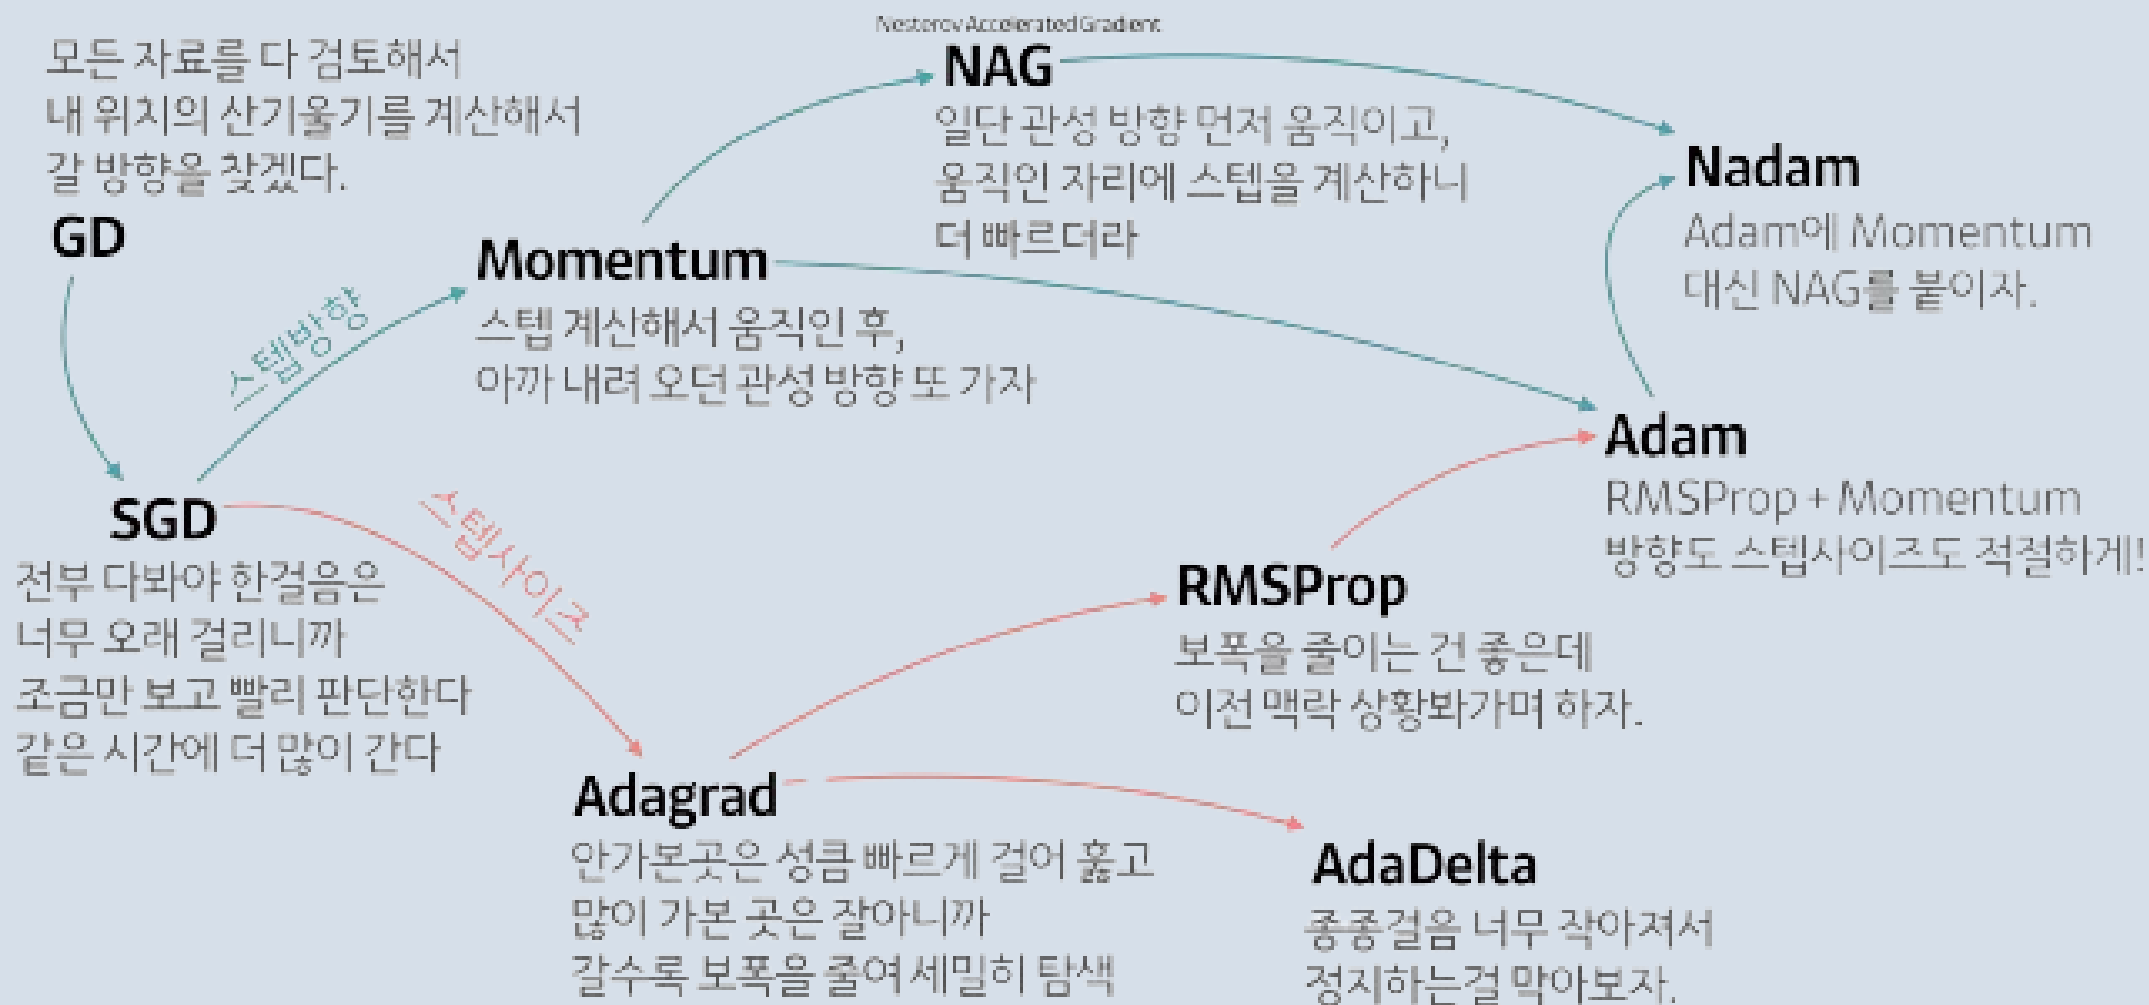 모든 자료를 다 검토해서
내 위치의 산기울기를 계산해서
갈 방향을 찾겠다.
GD
스텝방향
SGD
전부 다봐야 한걸음은
너무 오래 걸리니까
조금만 보고 빨리 판단한다
같은 시간에 더 많이 간다
Momentum
스텝 계산해서 움직인 후,
아까 내려 오던 관성 방향 또 가자
Nesterov Accelerated Gradient
NAG
일단 관성 방향 먼저 움직이고,
움직인 자리에 스텝을 계산하니
더 빠르더라
Nadam
Adam에 Momentum
대신 NAG를 붙이자.
Adam
RMSProp + Momentum
방향도 스텝사이즈도 적절하게!
스텝사이즈
RMSProp
보폭을 줄이는 건 좋은데
이전 맥락 상황봐가며 하자.
Adagrad
안가본곳은 성큼 빠르게 걸어 훑고
많이 가본 곳은 잘아니까
갈수록 보폭을 줄여 세밀히 탐색
AdaDelta
종종걸음 너무 작아져서
정지하는걸 막아보자.